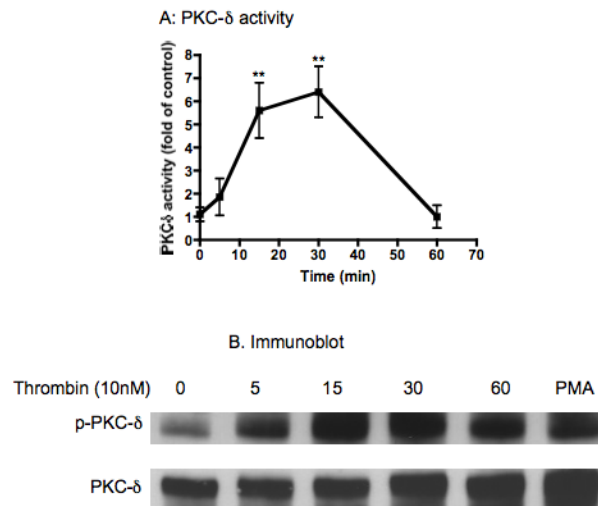 A: PKC-δ activity
PKC-δ activity (fold of control)
8
7
6
5
4
3
2
1
0
** **
0 10 20 30 40 50 60 70
Time (min)
B. Immunoblot
Thrombin (10nM) 0 5 15 30 60 PMA
p-PKC-δ
PKC-δ